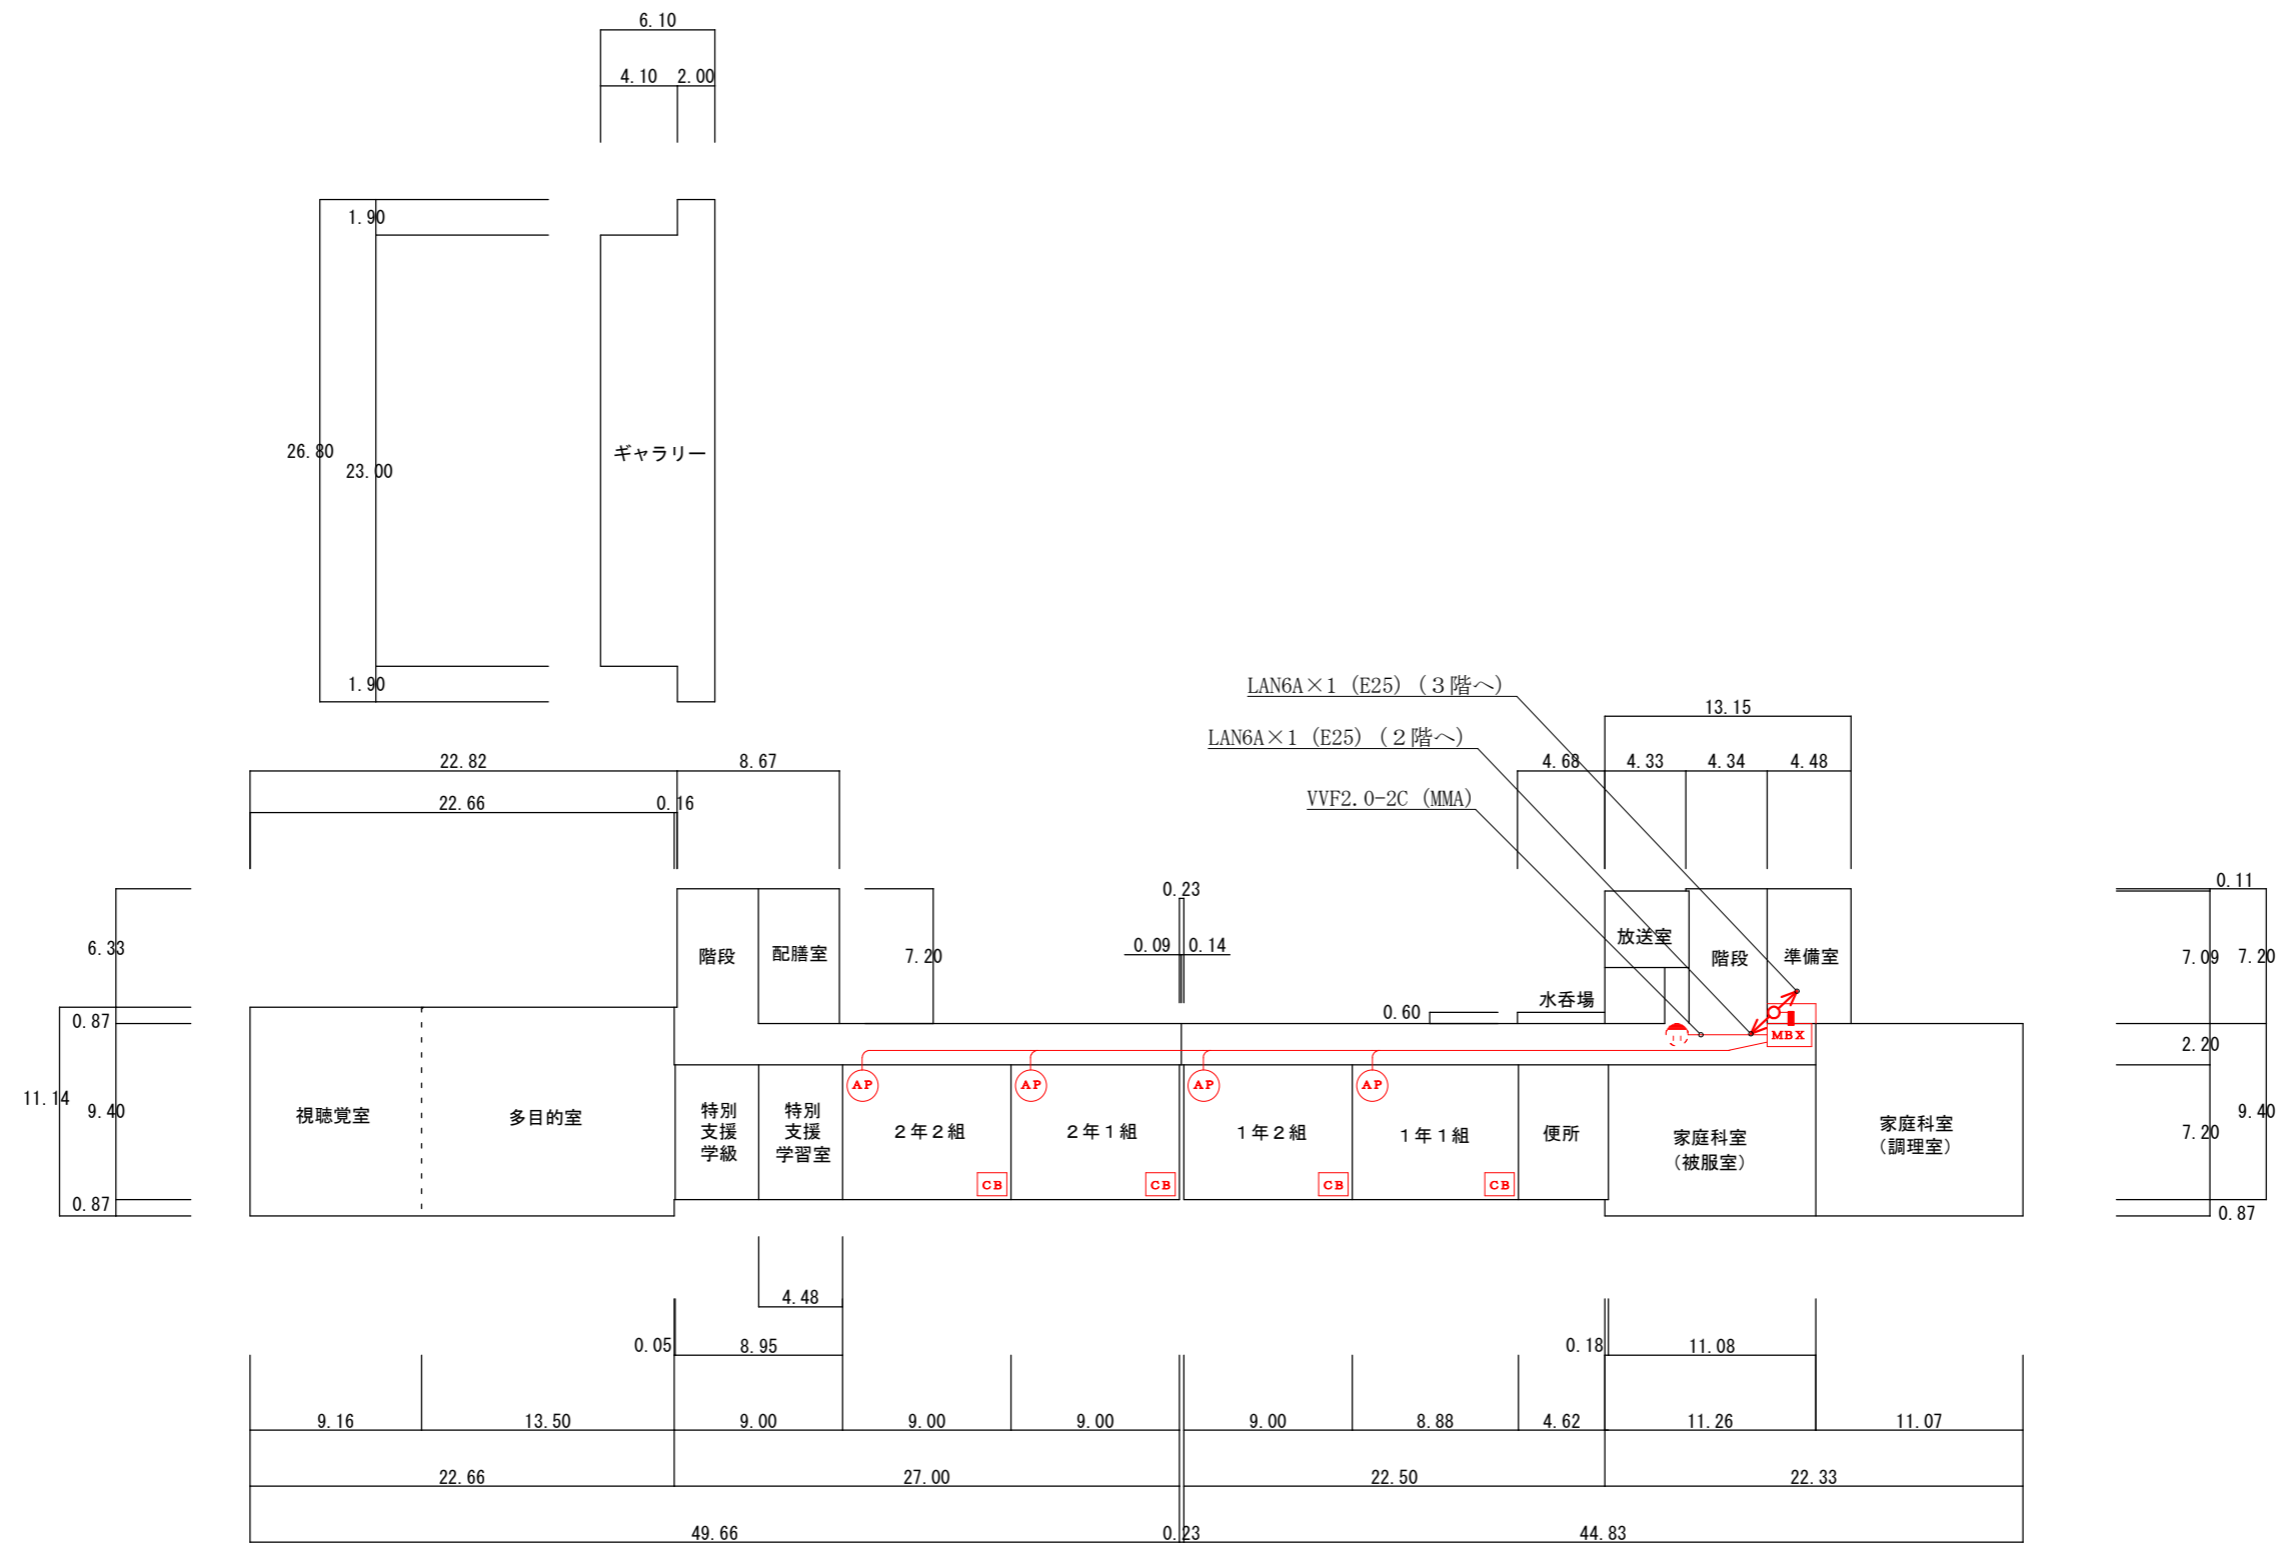 6.10
4.10 2.00
1.90
26.80
23.00
ギャラリー
1.90
LAN6A×1 (E25) (３階へ)
13.15
LAN6A×1 (E25) (２階へ)
22.82 8.67 4.68 4.33 4.34 4.48
22.66 0.16
VVF2.0-2C (MMA)
0.23
0.11
6.33
階段
配膳室
7.20
0.09 0.14
放送室
階段
準備室
7.09 7.20
水呑場
0.60
0.87
MBX
2.20
AP AP AP AP
11.14
9.40
視聴覚室
多目的室
特別
支援
学級
特別
支援
学習室
２年２組
２年１組
１年２組
１年１組
便所
家庭科室
(被服室)
家庭科室
(調理室)
9.40
7.20
CB CB CB CB
0.87
0.87
4.48
0.05 8.95 0.18 11.08
9.16 13.50 9.00 9.00 9.00 9.00 8.88 4.62 11.26 11.07
22.66 27.00 22.50 22.33
49.66 0.23 44.83